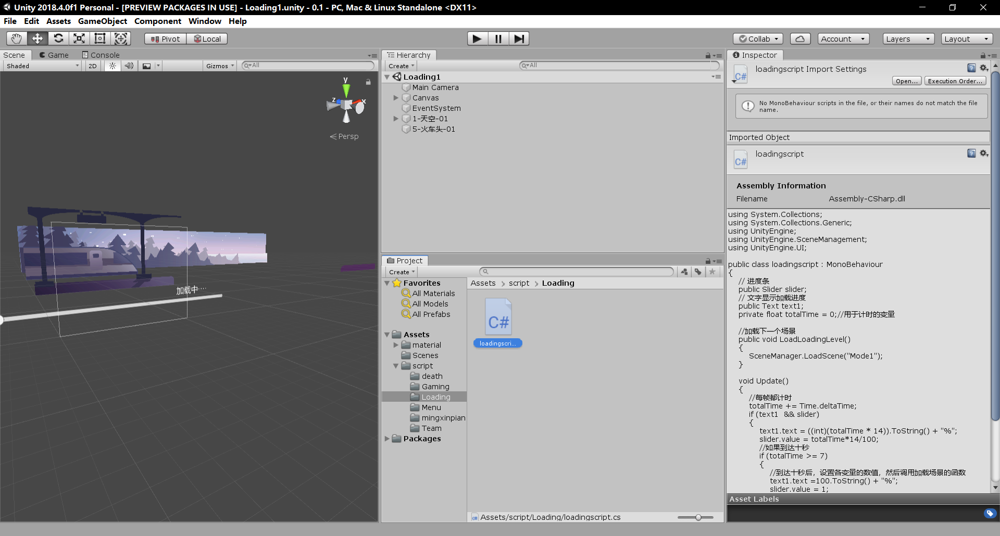 Unity 2018.4.0f1 Personal - [PREVIEW PACKAGES IN USE] - Loading1.unity - 0.1 - PC, Mac & Linux Standalone <DX11>
File Edit Assets GameObject Component Window Help
Pivot Local
Collab Account Layers Layout
Scene Game Console
Shaded 2D Gizmos All
y
z
x
Persp
加载中....
Hierarchy
Create All
Loading1
Main Camera
Canvas
EventSystem
1-天空-01
5-火车头-01
Project
Create
Favorites
All Materials
All Models
All Prefabs
Assets
material
Scenes
script
death
Gaming
Loading
Menu
mingxinpian
Team
Packages
Assets script Loading
C#
loadingscri...
C# Assets/script/Loading/loadingscript.cs
Inspector
C# loadingscript Import Settings
Open... Execution Order...
No MonoBehaviour scripts in the file, or their names do not match the file
name.
Imported Object
C# loadingscript
Assembly Information
Filename Assembly-CSharp.dll
using System.Collections;
using System.Collections.Generic;
using UnityEngine;
using UnityEngine.SceneManagement;
using UnityEngine.UI;
public class loadingscript : MonoBehaviour
{
// 进度条
public Slider slider;
// 文字显示加载进度
public Text text1;
private float totalTime = 0;//用于计时的变量
//加载下一个场景
public void LoadLoadingLevel()
{
SceneManager.LoadScene("Mode1");
}
void Update()
{
//每帧都计时
totalTime += Time.deltaTime;
if (text1  && slider)
{
text1.text = ((int)(totalTime * 14)).ToString() + "%";
slider.value = totalTime*14/100;
//如果到达十秒
if (totalTime >= 7)
{
//到达十秒后，设置各变量的数值，然后调用加载场景的函数
text1.text =100.ToString() + "%";
slider.value = 1;
Asset Labels